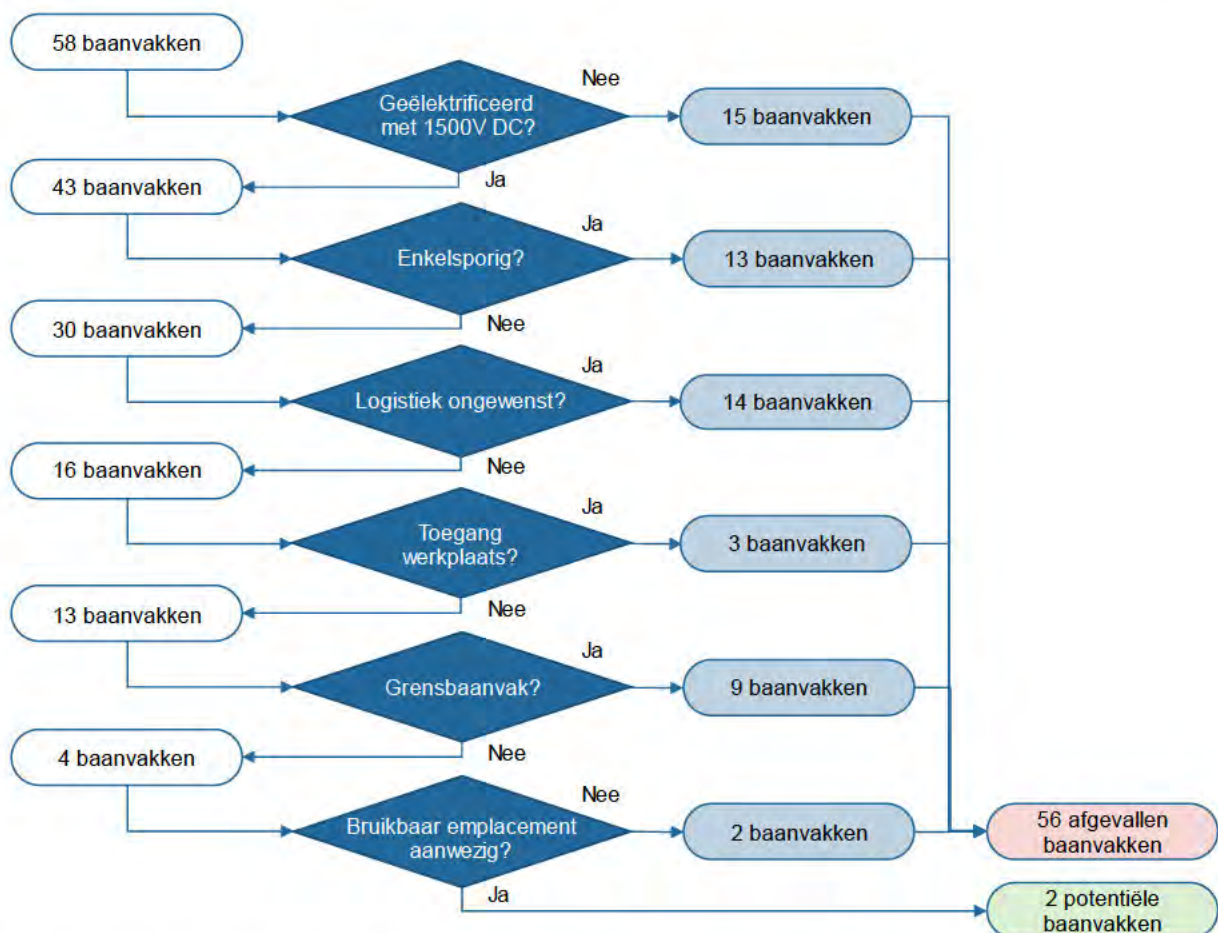 58 baanvakken
Nee
Geëlektrificeerd
met 1500V DC?
15 baanvakken
Ja
43 baanvakken
Ja
Enkelsporig?
13 baanvakken
Nee
30 baanvakken
Ja
Logistiek ongewenst?
14 baanvakken
Nee
16 baanvakken
Ja
Toegang
werkplaats?
3 baanvakken
Nee
13 baanvakken
Ja
Grensbaanvak?
9 baanvakken
Nee
4 baanvakken
Nee
Bruikbaar emplacement
aanwezig?
2 baanvakken
56 afgevallen
baanvakken
Ja
2 potentiële
baanvakken